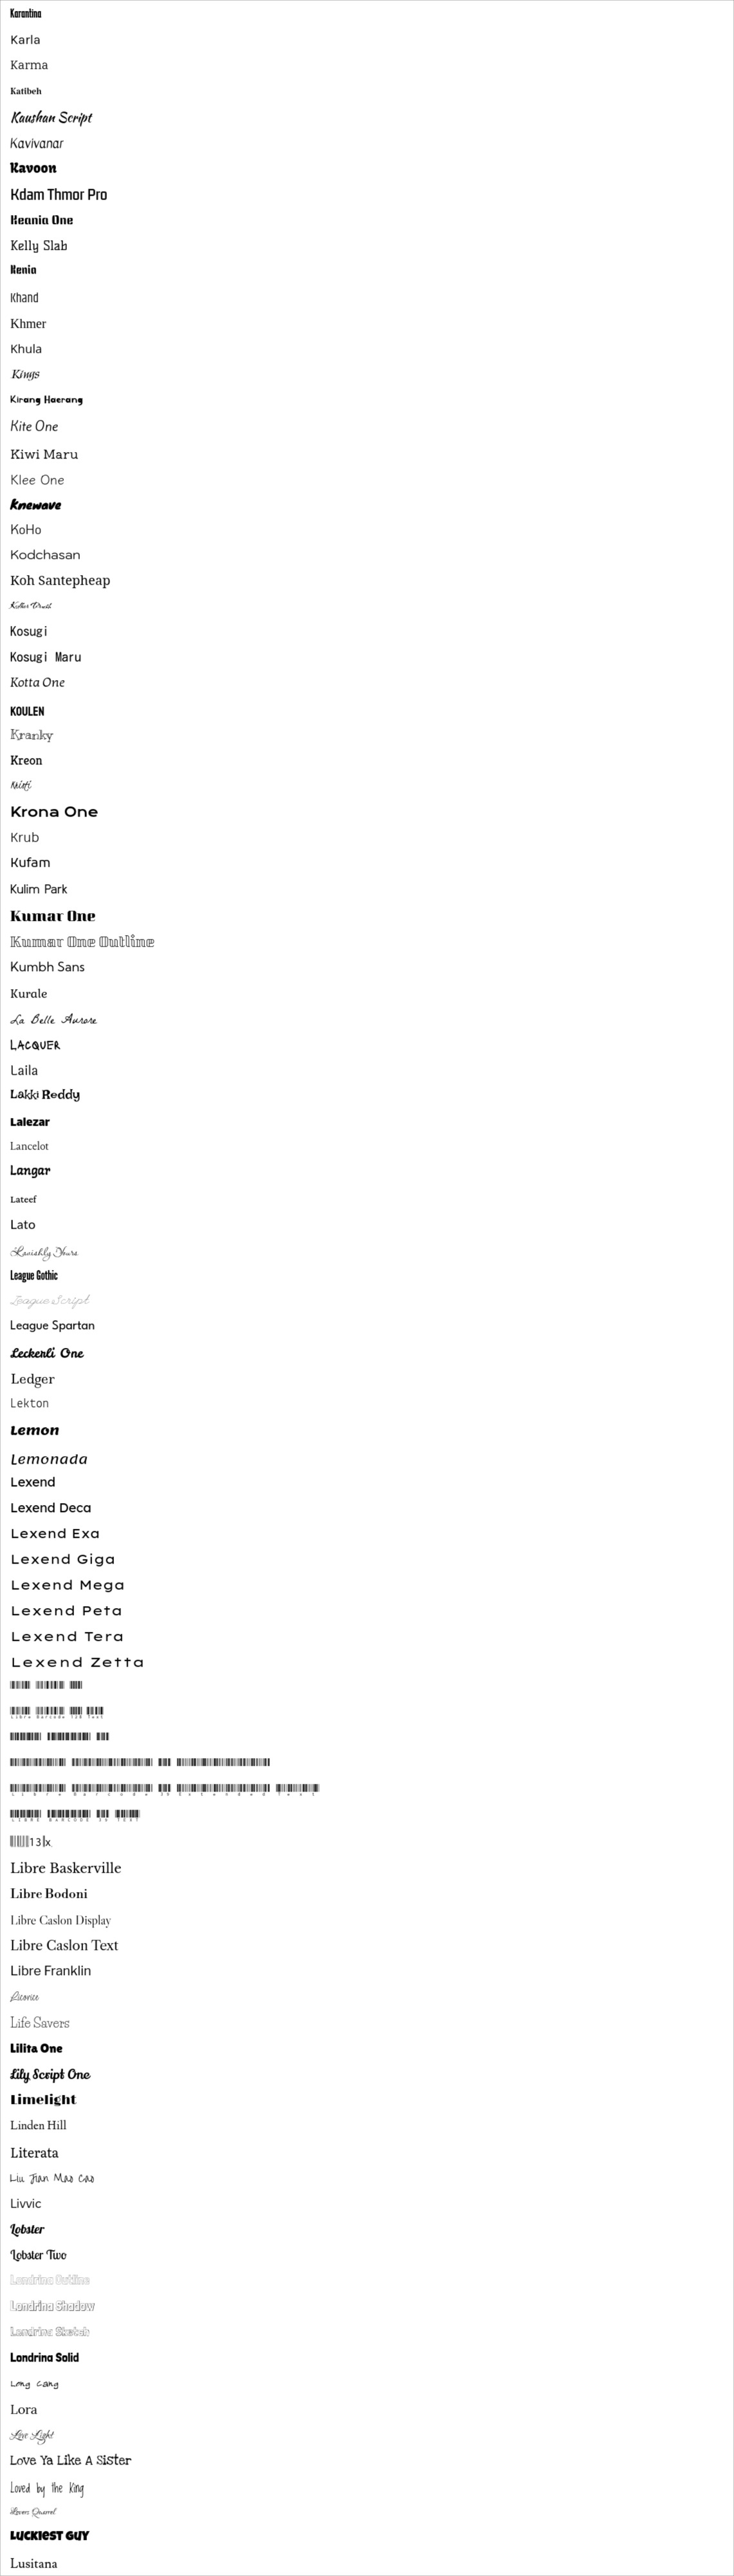 Karantina
Karla
Karma
Katibeh
Kaushan Script
Kavivanar
Kavoon
Kdam Thmor Pro
Keania One
Kelly Slab
Kenia
Khand
Khmer
Khula
Kings
Kirang Haerang
Kite One
Kiwi Maru
Klee One
Knewave
KoHo
Kodchasan
Koh Santepheap
Kolker Brush
Kosugi
Kosugi Maru
Kotta One
KOULEN
Kranky
Kreon
Kristi
Krona One
Krub
Kufam
Kulim Park
Kumar One
Kumar One Outline
Kumbh Sans
Kurale
La Belle Aurore
LACQUER
Laila
Lakki Reddy
Lalezar
Lancelot
Langar
Lateef
Lato
Lavishly Yours
League Gothic
League Script
League Spartan
Leckerli One
Ledger
Lekton
Lemon
Lemonada
Lexend
Lexend Deca
Lexend Exa
Lexend Giga
Lexend Mega
Lexend Peta
Lexend Tera
Lexend Zetta
Libre Barcode 128 Text
Libre Barcode 39 Extended Text
LIBRE BARCODE 39 TEXT
13 x
Libre Baskerville
Libre Bodoni
Libre Caslon Display
Libre Caslon Text
Libre Franklin
Licorice
Life Savers
Lilita One
Lily Script One
Limelight
Linden Hill
Literata
Liu Jian Mao Cao
Livvic
Lobster
Lobster Two
Londrina Outline
Londrina Shadow
Londrina Sketch
Londrina Solid
Long Cang
Lora
Love Light
Love Ya Like A Sister
Loved by the King
Lovers Quarrel
LUCKIEST GUY
Lusitana